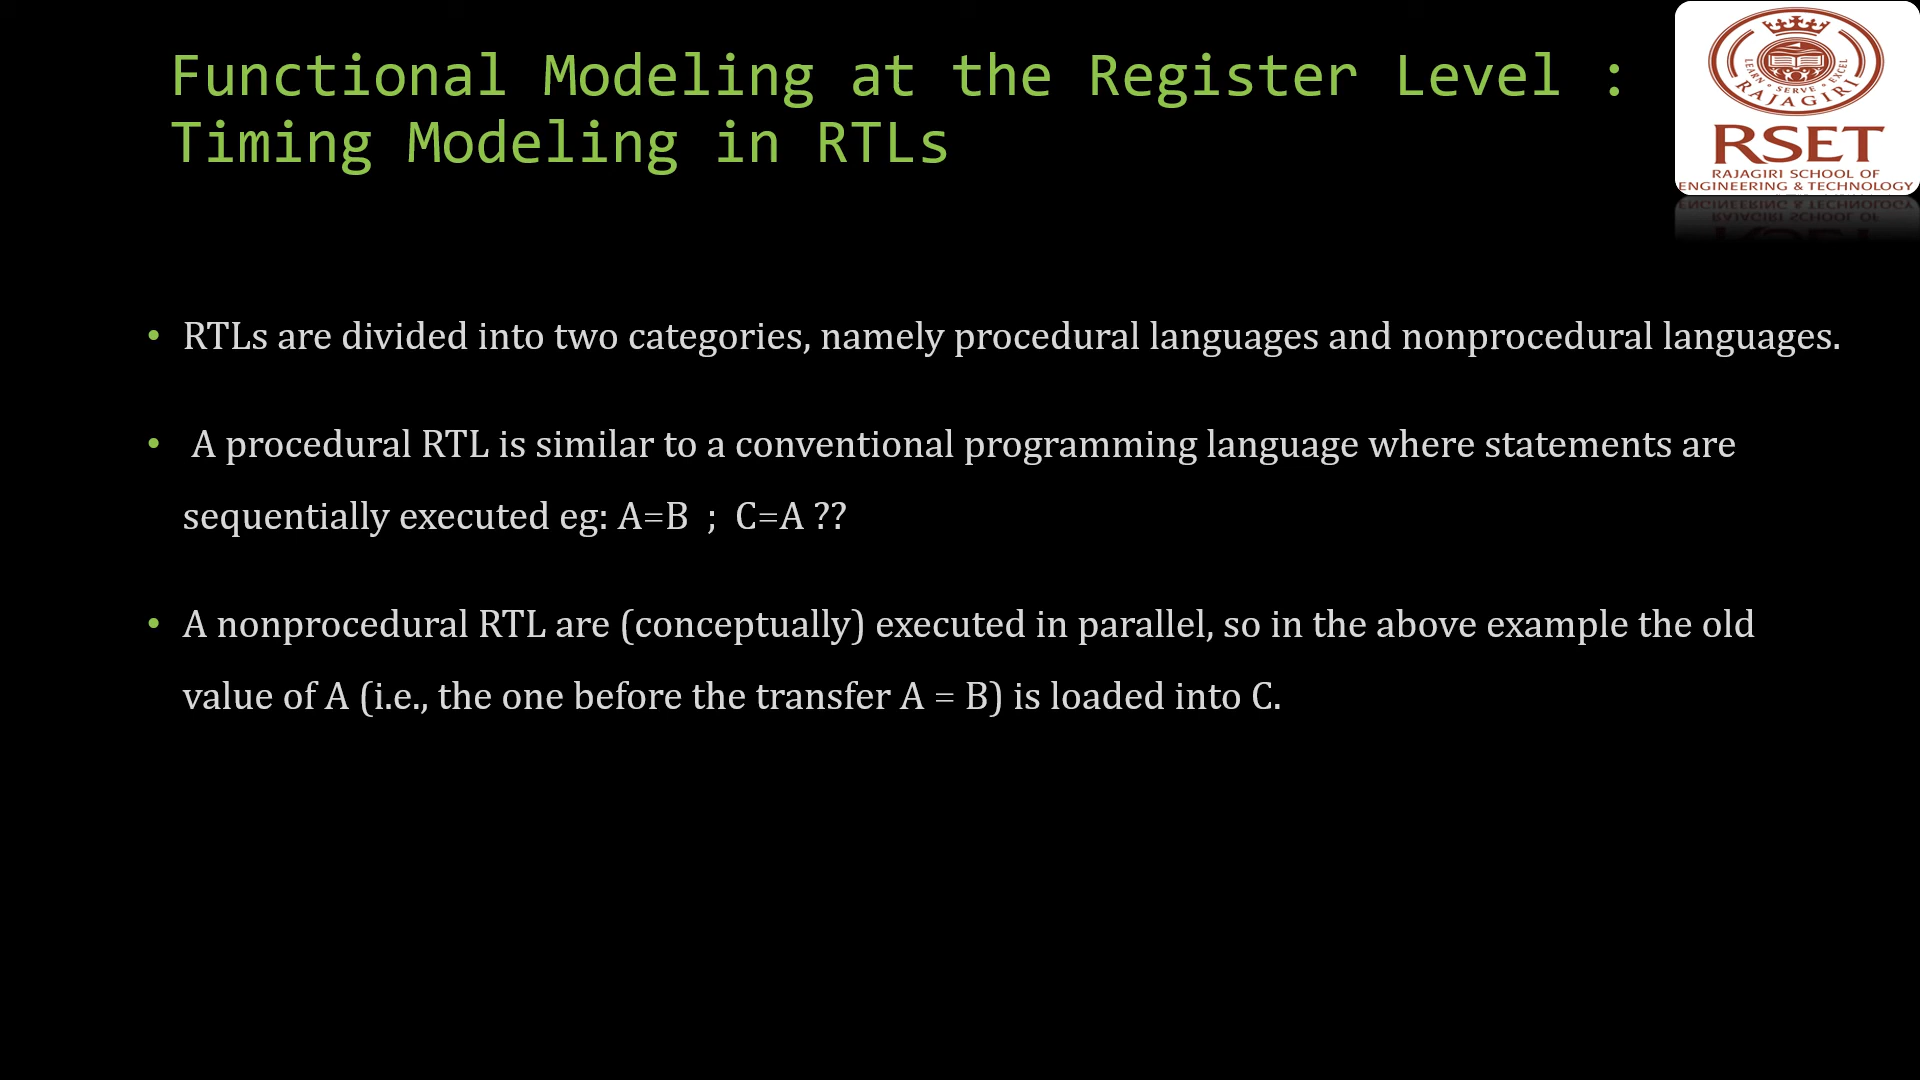 Functional Modeling at the Register Level :
Timing Modeling in RTLs
LEARN • SERVE • EXCEL
RAJAGIRI
RSET
RAJAGIRI SCHOOL OF
ENGINEERING & TECHNOLOGY
• RTLs are divided into two categories, namely procedural languages and nonprocedural languages.
• A procedural RTL is similar to a conventional programming language where statements are
sequentially executed eg: A=B ; C=A ??
• A nonprocedural RTL are (conceptually) executed in parallel, so in the above example the old
value of A (i.e., the one before the transfer A = B) is loaded into C.